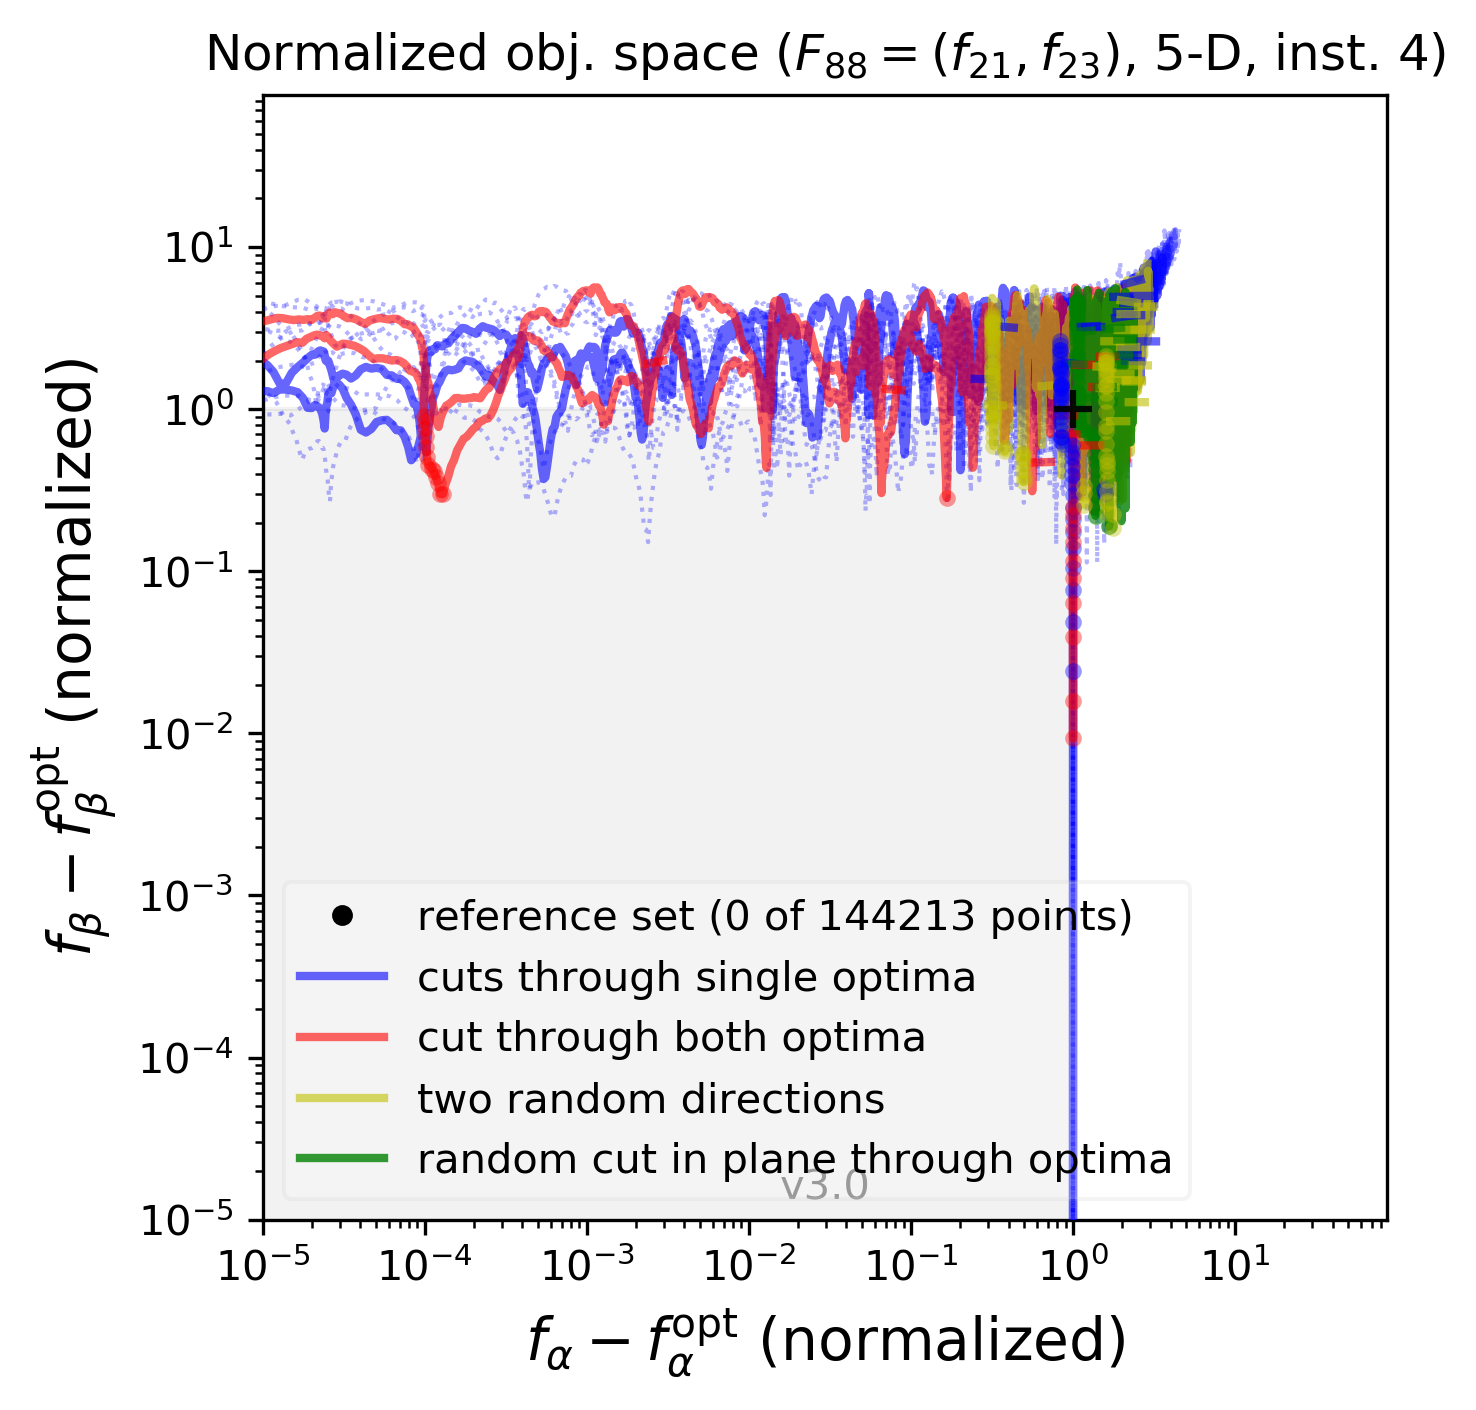 Normalized obj. space (F₈₈ = (f₂₁, f₂₃), 5-D, inst. 4)
f_β − f_β^opt (normalized)
10¹
10⁰
10⁻¹
10⁻²
10⁻³
10⁻⁴
10⁻⁵
reference set (0 of 144213 points)
cuts through single optima
cut through both optima
two random directions
random cut in plane through optima
v3.0
10⁻⁵ 10⁻⁴ 10⁻³ 10⁻² 10⁻¹ 10⁰ 10¹
f_α − f_α^opt (normalized)